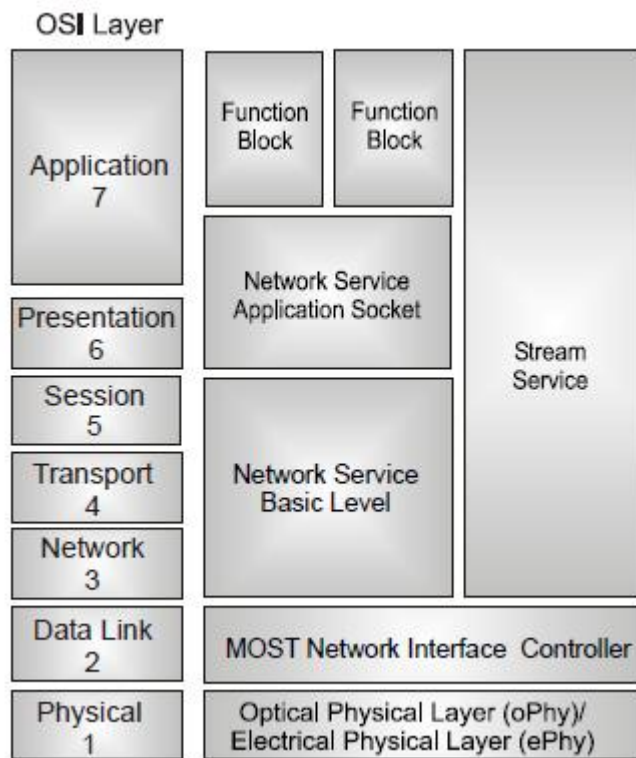 OSI Layer
Application
7
Presentation
6
Session
5
Transport
4
Network
3
Data Link
2
Physical
1
Function
Block
Function
Block
Network Service
Application Socket
Network Service
Basic Level
Stream
Service
MOST Network Interface Controller
Optical Physical Layer (oPhy)/
Electrical Physical Layer (ePhy)